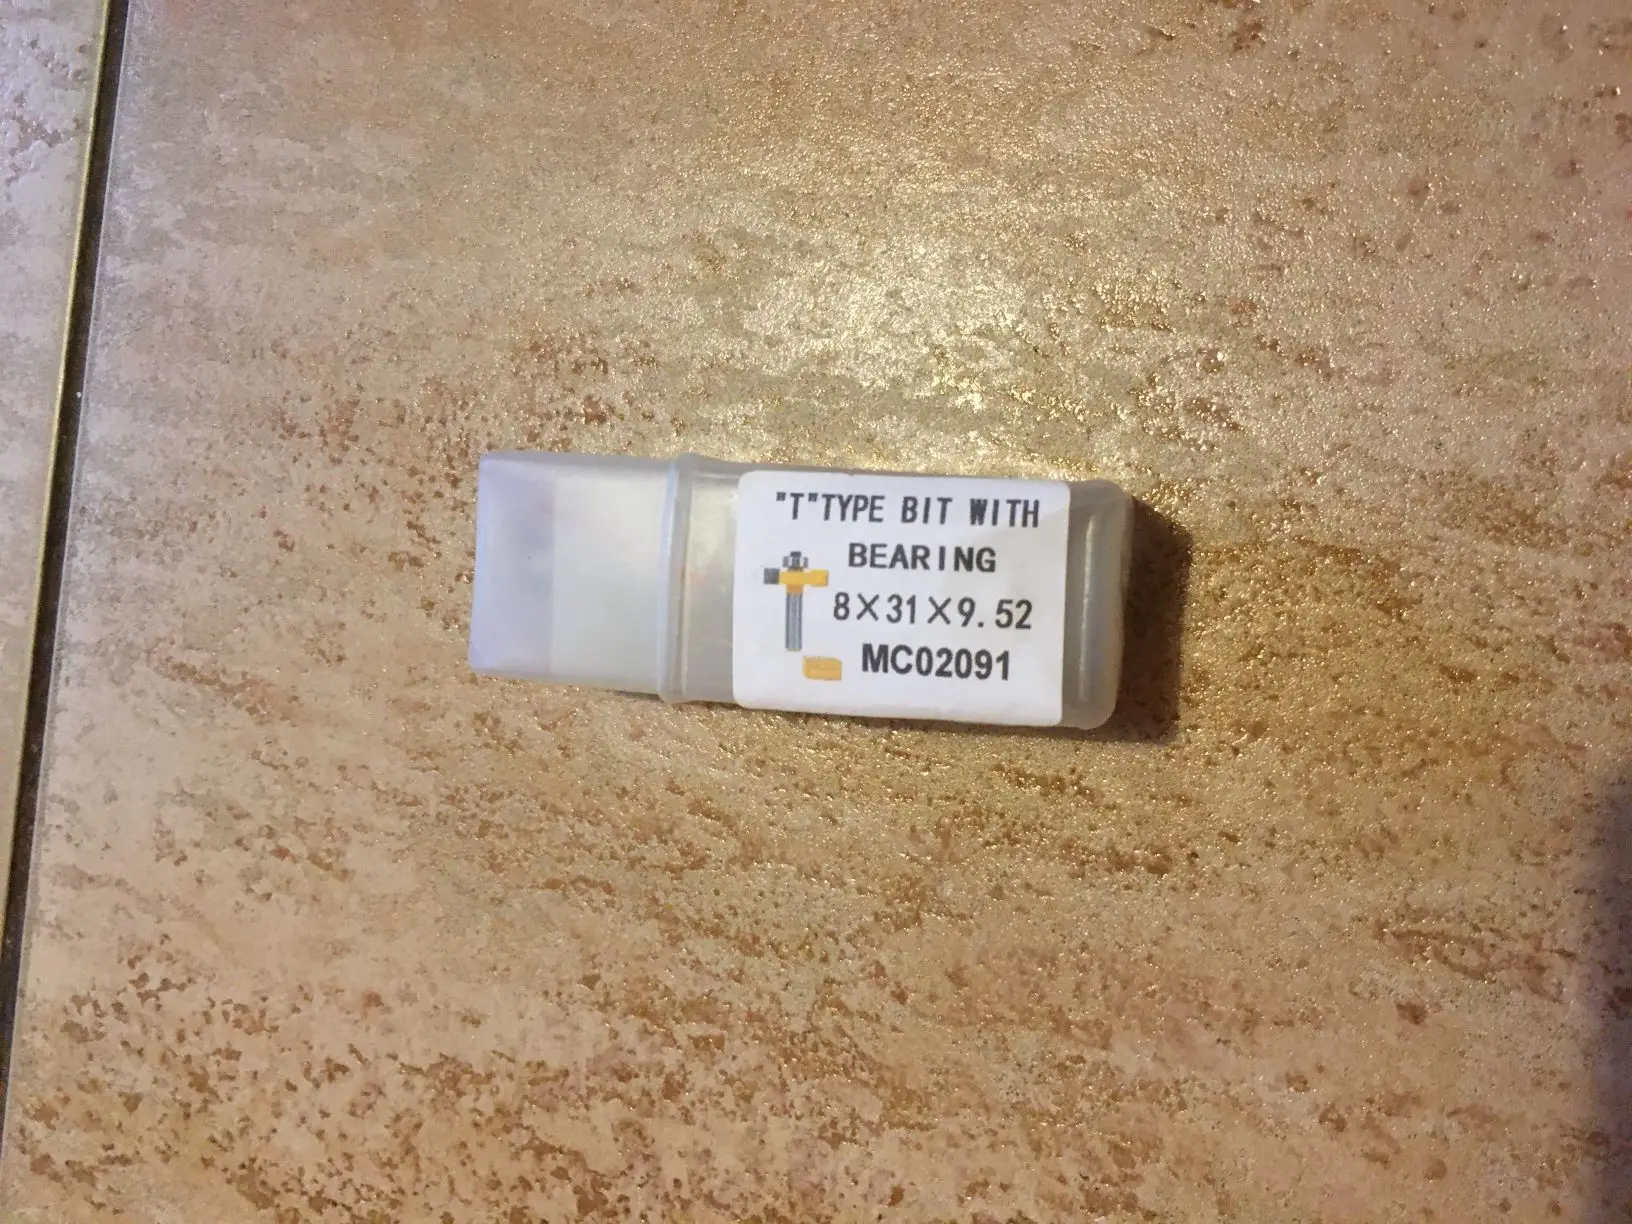 "T"TYPE BIT WITH
BEARING
8×31×9.52
MC02091